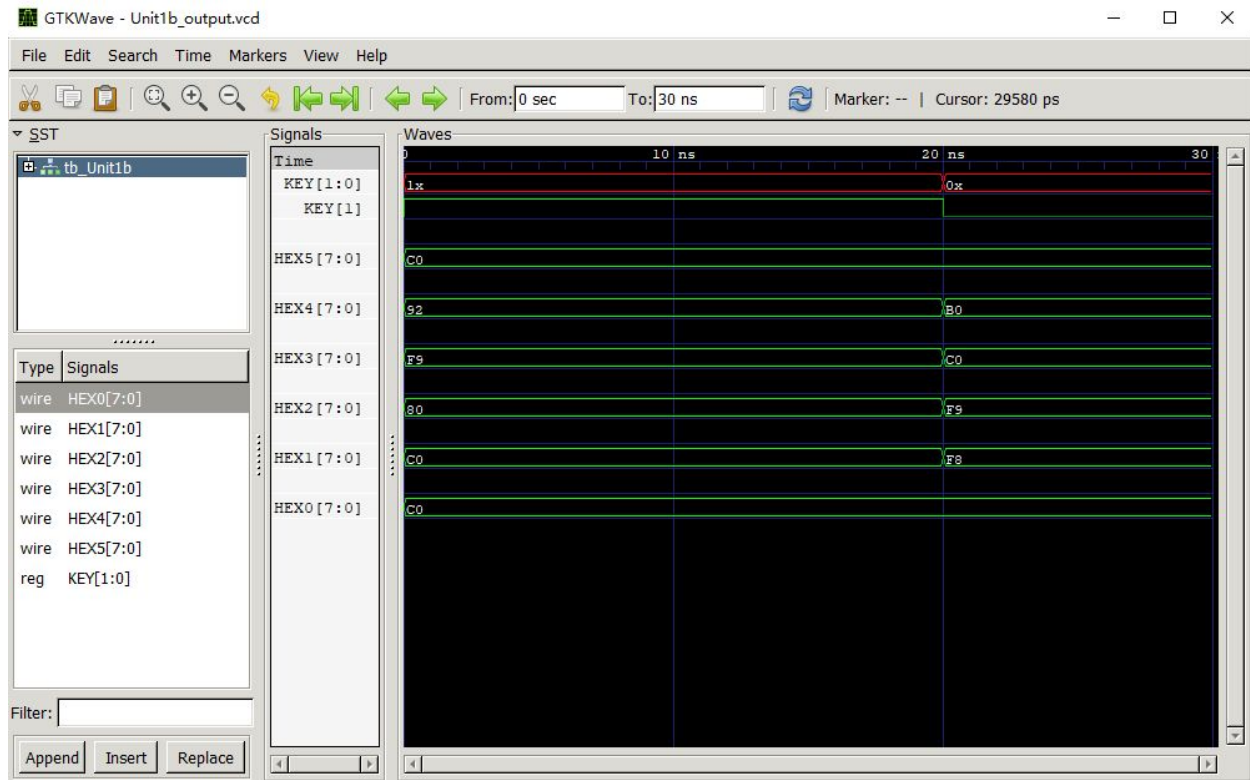 GTKWave - Unit1b_output.vcd
File Edit Search Time Markers View Help
From: 0 sec To: 30 ns Marker: -- | Cursor: 29580 ps
SST
tb_Unit1b
Type Signals
wire HEX0[7:0]
wire HEX1[7:0]
wire HEX2[7:0]
wire HEX3[7:0]
wire HEX4[7:0]
wire HEX5[7:0]
reg KEY[1:0]
Filter:
Append Insert Replace
Signals
Time
KEY[1:0]
KEY[1]
HEX5[7:0]
HEX4[7:0]
HEX3[7:0]
HEX2[7:0]
HEX1[7:0]
HEX0[7:0]
Waves
0 10 ns 20 ns 30
1x 0x
C0
92 B0
F9 C0
80 F9
C0 F8
C0